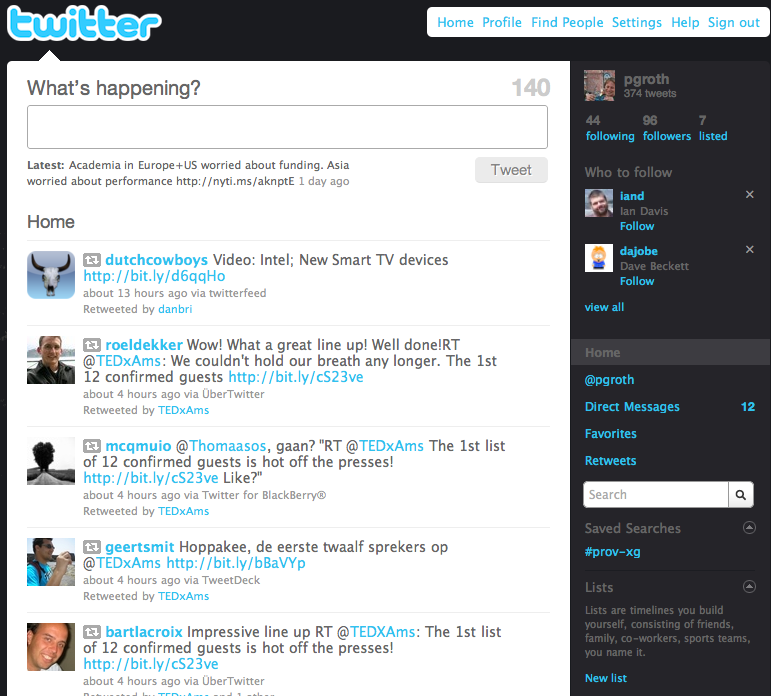 twitter
Home Profile Find People Settings Help Sign out
What's happening?
140
Latest: Academia in Europe+US worried about funding. Asia
worried about performance http://nyti.ms/aknptE 1 day ago
Tweet
Home
dutchcowboys Video: Intel; New Smart TV devices
http://bit.ly/d6qqHo
about 13 hours ago via twitterfeed
Retweeted by danbri
roeldekker Wow! What a great line up! Well done!RT
@TEDxAms: We couldn't hold our breath any longer. The 1st
12 confirmed guests http://bit.ly/cS23ve
about 4 hours ago via ÜberTwitter
Retweeted by TEDxAms
mcqmuio @Thomaasos, gaan? "RT @TEDxAms The 1st list
of 12 confirmed guests is hot off the presses!
http://bit.ly/cS23ve Like?"
about 4 hours ago via Twitter for BlackBerry®
Retweeted by TEDxAms
geertsmit Hoppakee, de eerste twaalf sprekers op
@TEDxAms http://bit.ly/bBaVYp
about 4 hours ago via TweetDeck
Retweeted by TEDxAms
bartlacroix Impressive line up RT @TEDXAms: The 1st list
of 12 confirmed guests is hot off the presses!
http://bit.ly/cS23ve
about 4 hours ago via ÜberTwitter
Retweeted by TEDxAms and 1 other
pgroth
374 tweets
44 96 7
following followers listed
Who to follow
iand
Ian Davis
Follow
dajobe
Dave Beckett
Follow
view all
Home
@pgroth
Direct Messages 12
Favorites
Retweets
Search
Saved Searches
#prov-xg
Lists
Lists are timelines you build
yourself, consisting of friends,
family, co-workers, sports teams,
you name it.
New list